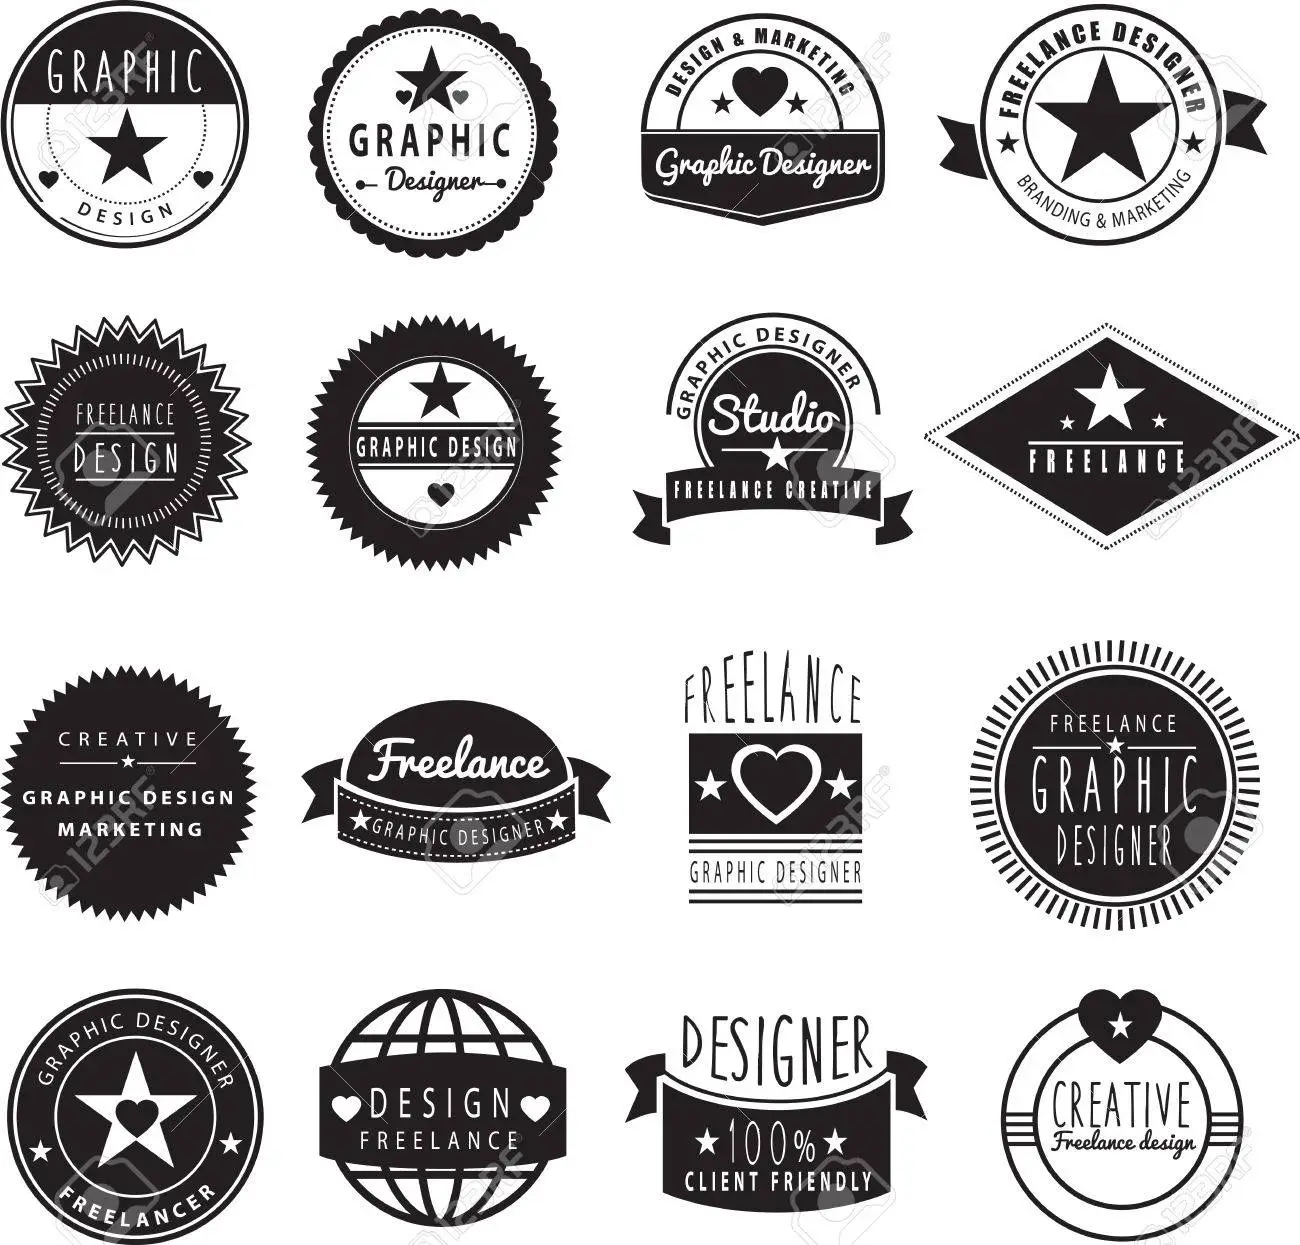 GRAPHIC
DESIGN
GRAPHIC
Designer
DESIGN & MARKETING
Graphic Designer
FREELANCE DESIGNER
BRANDING & MARKETING
FREELANCE
DESIGN
GRAPHIC DESIGN
GRAPHIC DESIGNER
Studio
FREELANCE CREATIVE
FREELANCE
CREATIVE
GRAPHIC DESIGN
MARKETING
Freelance
GRAPHIC DESIGNER
FREELANCE
GRAPHIC DESIGNER
FREELANCE
GRAPHIC
DESIGNER
GRAPHIC DESIGNER
FREELANCER
DESIGN
FREELANCE
DESIGNER
100%
CLIENT FRIENDLY
CREATIVE
Freelance design
123RF